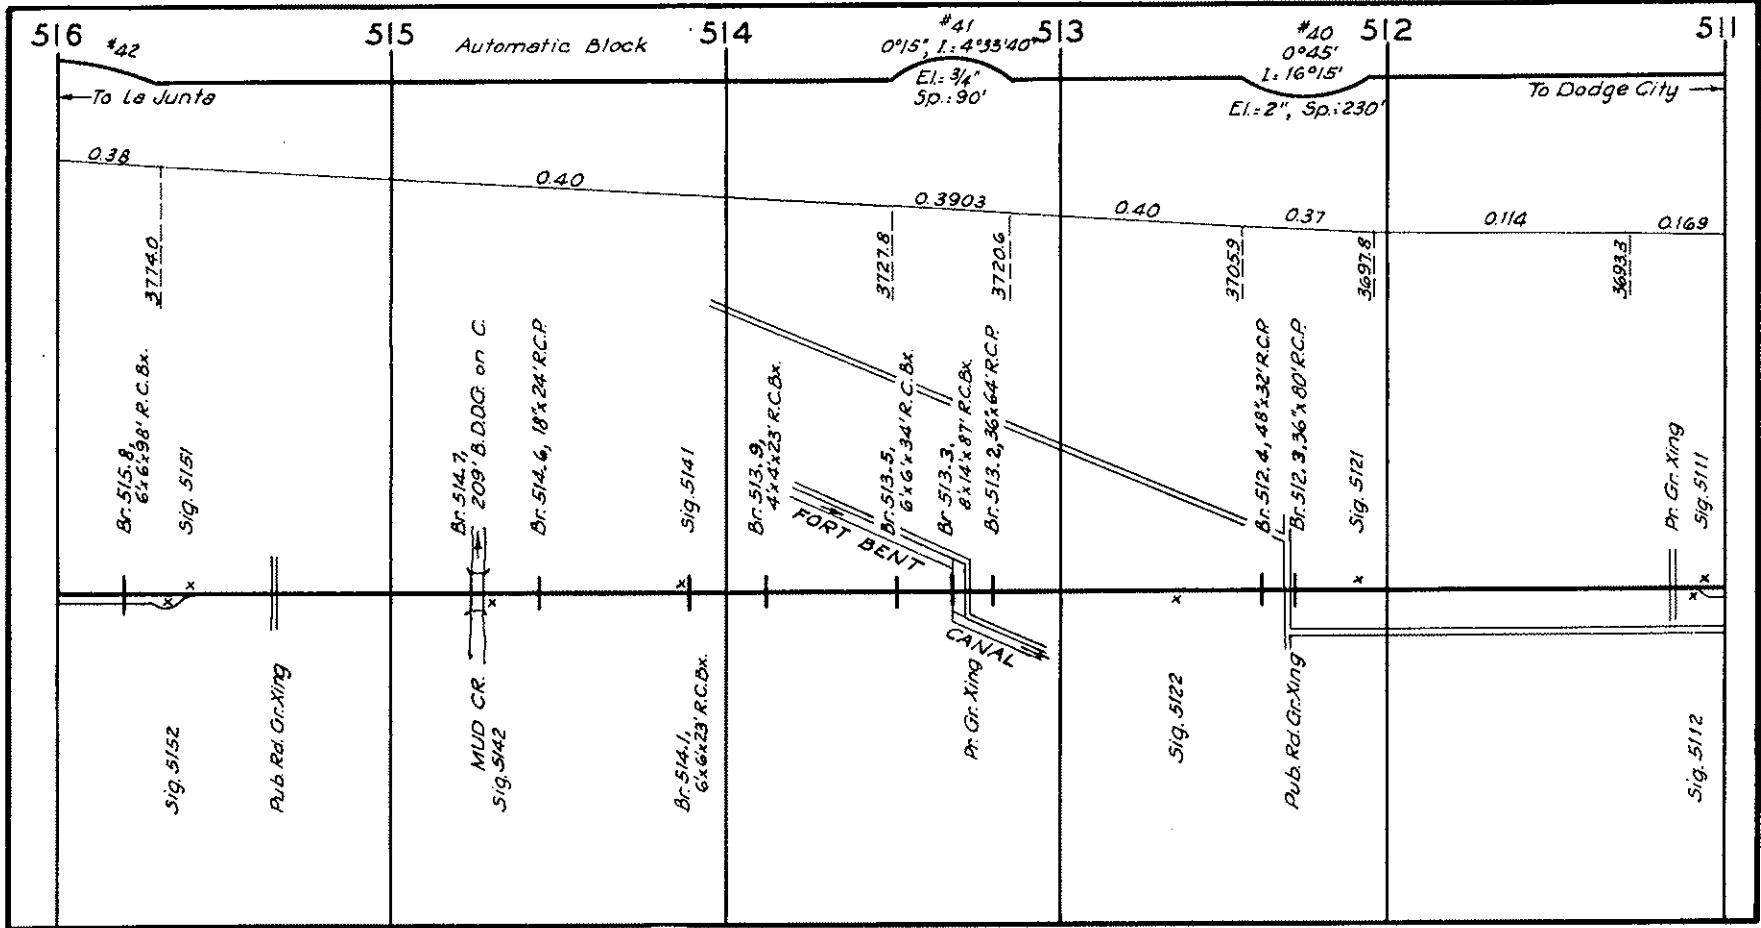 516
#42
515
Automatic Block
514
#41
0°15", I.: 4°33'40"
513
#40
0°45'
I: 16°15'
512
511
El.: 3/4"
Sp.: 90'
El.: 2", Sp.: 230'
←To La Junta
To Dodge City →
0.38
0.40
0.3903
0.40
0.37
0.114
0.169
3774.0
3727.8
3720.6
3705.9
3697.8
3693.3
Br. 515.8,
6'x6'x98' R.C.Bx.
Sig. 5151
Br. 514.7,
209' B.D.D.G. on C.
Br. 514.6, 18"x24' R.C.P.
Sig. 5141
Br. 513.9,
4'x4'x23' R.C.Bx.
Br. 513.5,
6'x6'x34' R.C.Bx.
Br. 513.3,
8'x14'x87' R.C.Bx.
Br. 513.2, 36"x64' R.C.P.
Br. 512.4, 48"x32' R.C.P.
Br. 512.3, 36"x80' R.C.P.
Sig. 5121
Pr. Gr. Xing
Sig. 5111
FORT BENT
CANAL
Sig. 5152
Pub. Rd. Gr. Xing
MUD CR.
Sig. 5142
Br. 514.1,
6'x6'x23' R.C.Bx.
Pr. Gr. Xing
Sig. 5122
Pub. Rd. Gr. Xing
Sig. 5112